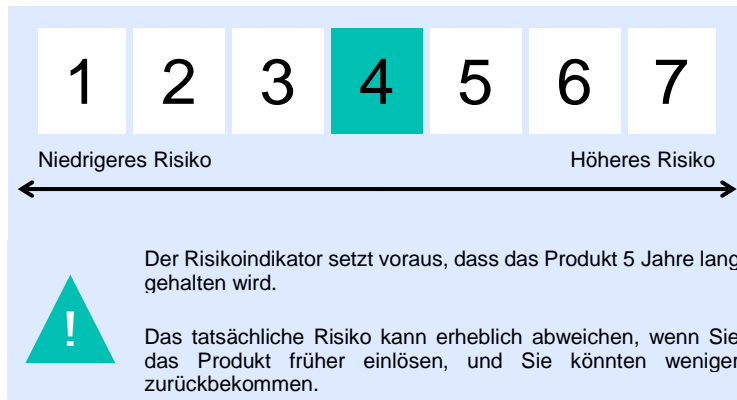 1 2 3 4 5 6 7
Niedrigeres Risiko Höheres Risiko
Der Risikoindikator setzt voraus, dass das Produkt 5 Jahre lang
gehalten wird.
!
Das tatsächliche Risiko kann erheblich abweichen, wenn Sie
das Produkt früher einlösen, und Sie könnten weniger
zurückbekommen.